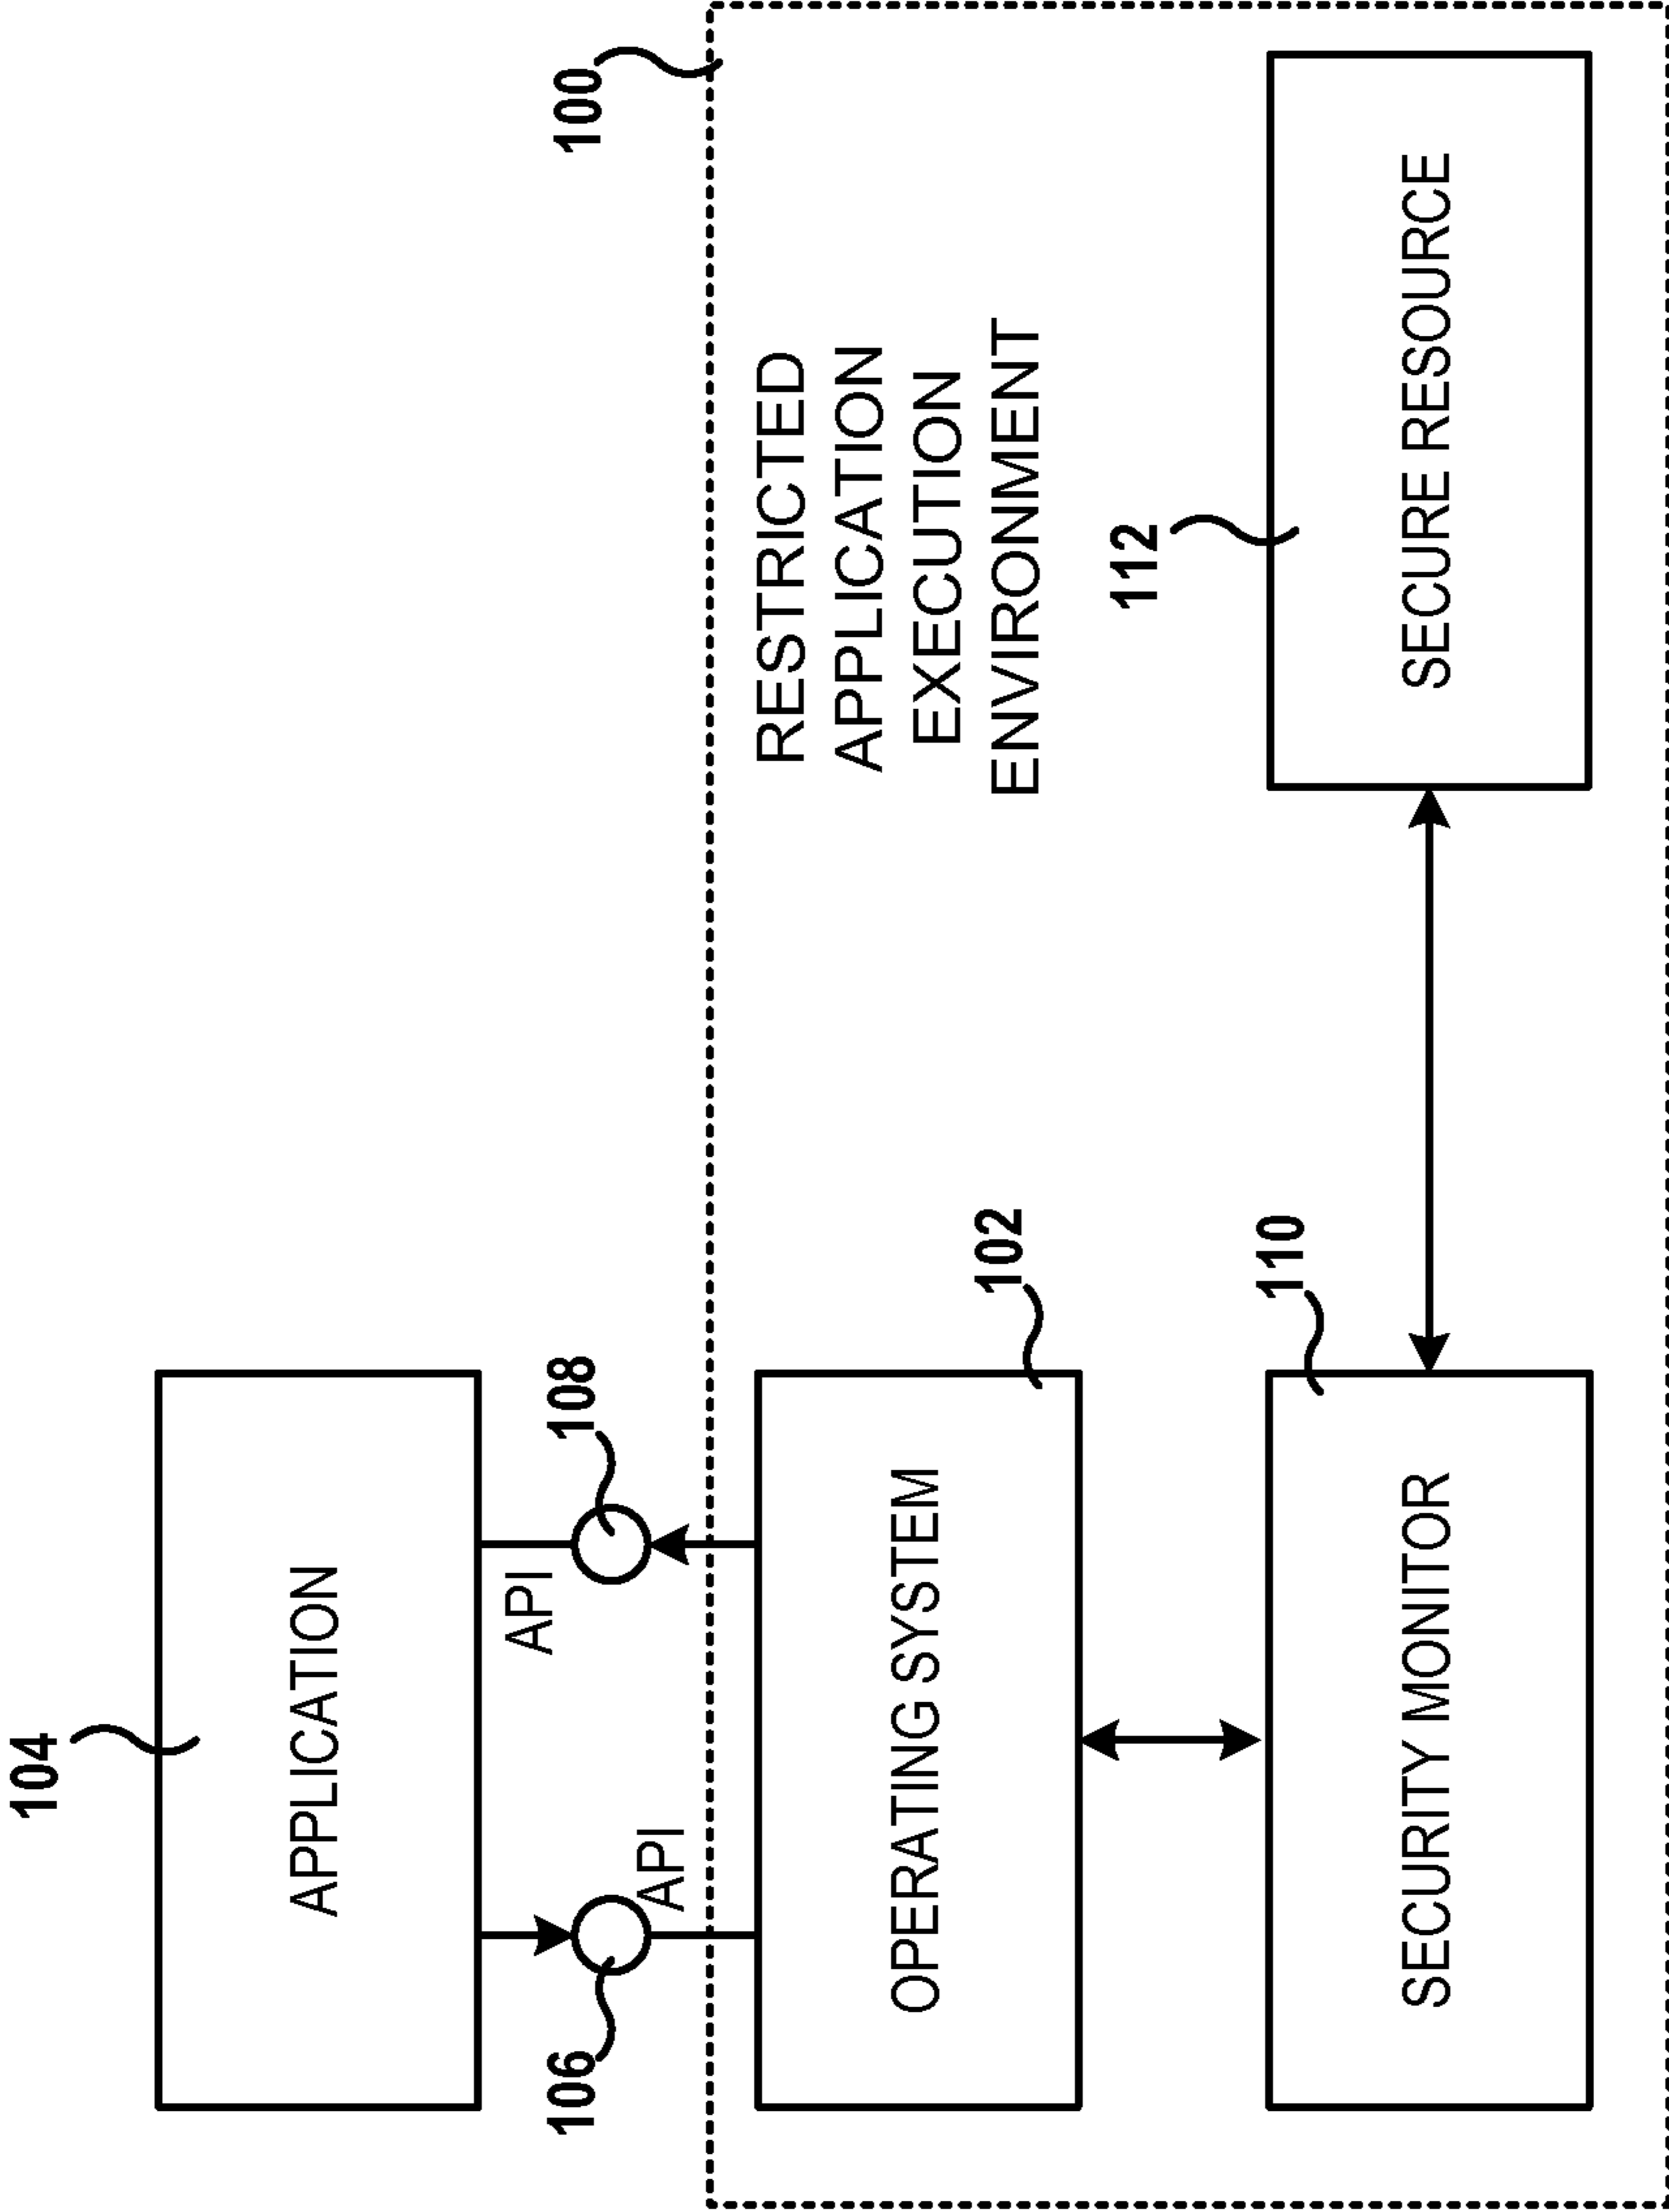 104
APPLICATION
API
106
108
API
100
RESTRICTED
APPLICATION
EXECUTION
ENVIRONMENT
OPERATING SYSTEM
102
112
SECURITY MONITOR
110
SECURE RESOURCE